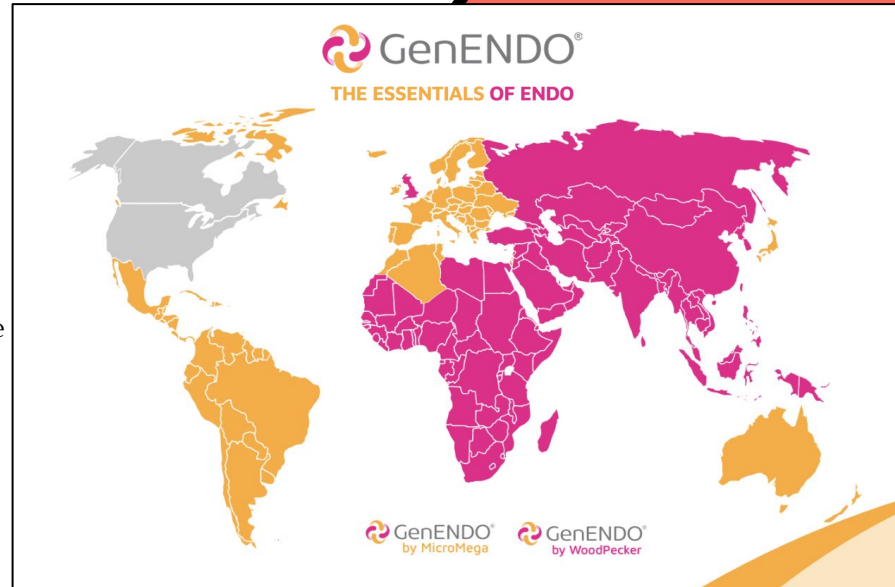 GenENDO®
THE ESSENTIALS OF ENDO
e
GenENDO®
by MicroMega
GenENDO®
by WoodPecker